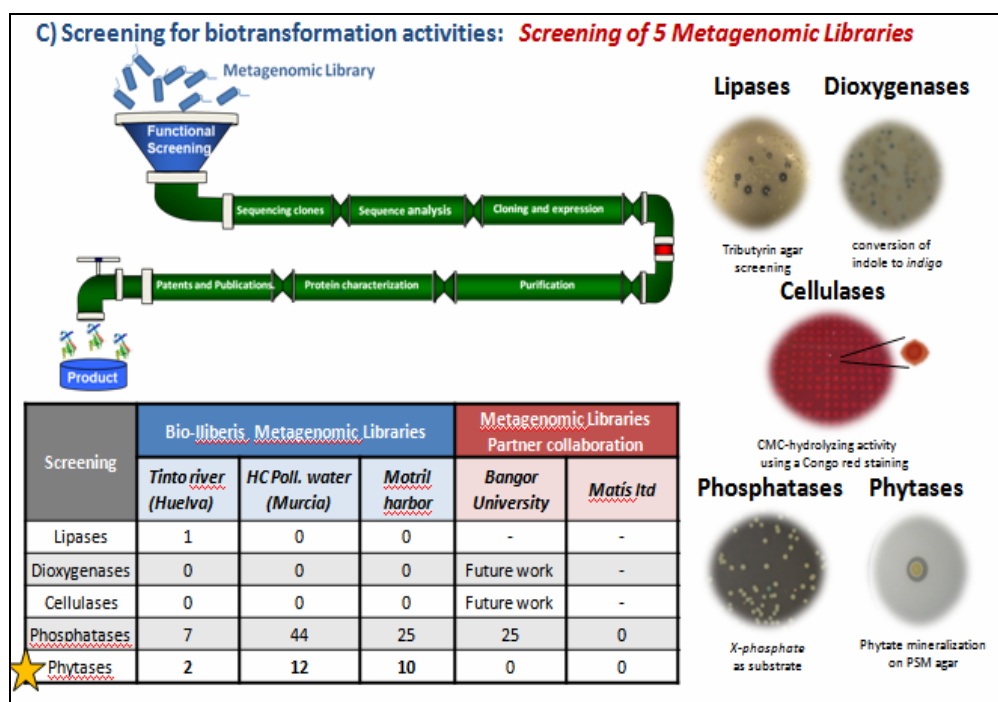 C) Screening for biotransformation activities: Screening of 5 Metagenomic Libraries
Metagenomic Library
Functional
Screening
Sequencing clones
Sequence analysis
Cloning and expression
Patents and Publications.
Protein characterization
Purification
Product
Lipases
Dioxygenases
Tributyrin agar
screening
conversion of
indole to indigo
Cellulases
CMC-hydrolyzing activity
using a Congo red staining
Phosphatases
Phytases
X-phosphate
as substrate
Phytate mineralization
on PSM agar
Screening
Bio-Iliberis Metagenomic Libraries
Metagenomic Libraries
Partner collaboration
Tinto river
(Huelva)
HC Poll. water
(Murcia)
Motril
harbor
Bangor
University
Matis ltd
Lipases 1 0 0 - -
Dioxygenases 0 0 0 Future work -
Cellulases 0 0 0 Future work -
Phosphatases 7 44 25 25 0
Phytases 2 12 10 0 0